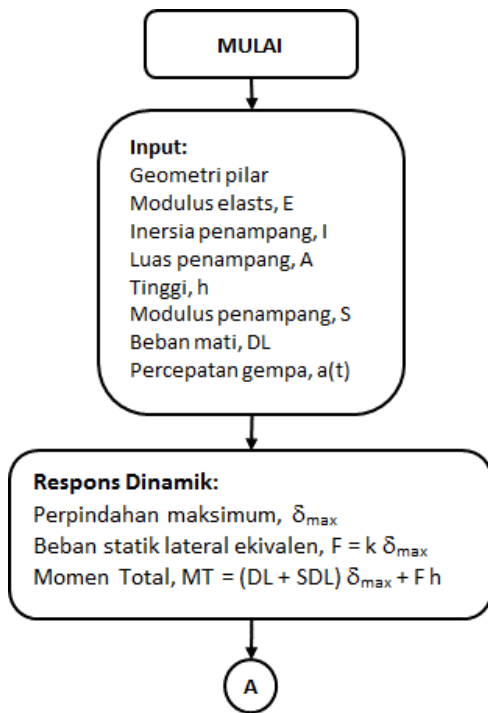 MULAI
Input:
Geometri pilar
Modulus elasts, E
Inersia penampang, I
Luas penampang, A
Tinggi, h
Modulus penampang, S
Beban mati, DL
Percepatan gempa, a(t)
Respons Dinamik:
Perpindahan maksimum, δmax
Beban statik lateral ekivalen, F = k δmax
Momen Total, MT = (DL + SDL) δmax + F h
A